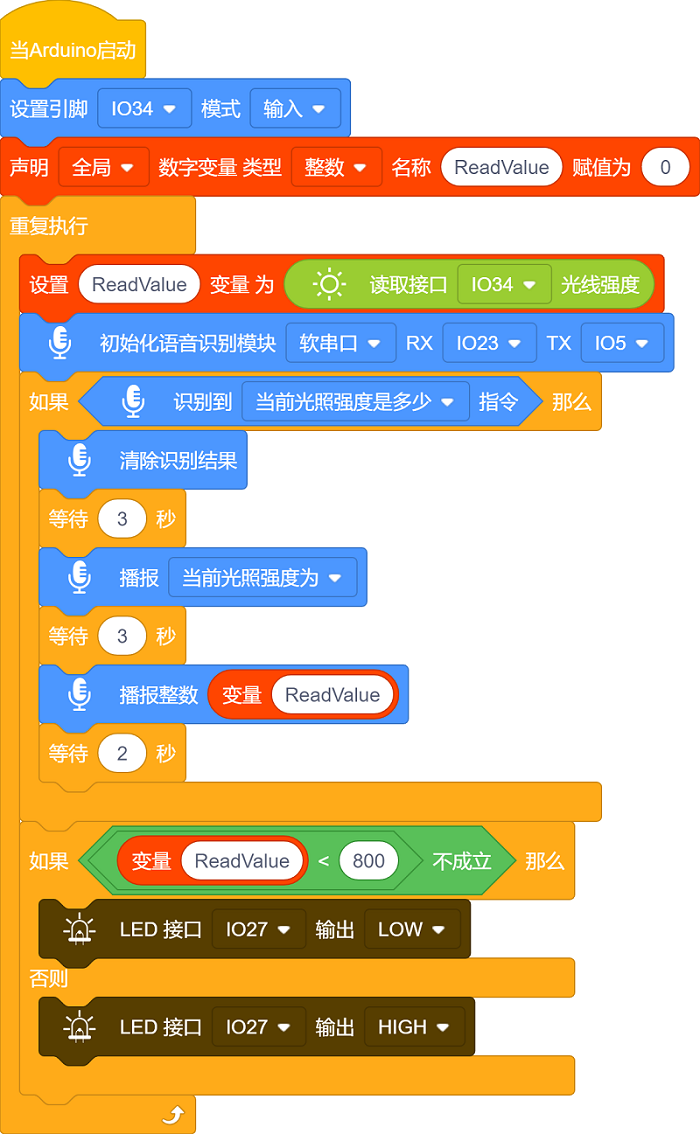 当Arduino启动
设置引脚 IO34 模式 输入
声明 全局 数字变量 类型 整数 名称 ReadValue 赋值为 0
重复执行
设置 ReadValue 变量 为 读取接口 IO34 光线强度
初始化语音识别模块 软串口 RX IO23 TX IO5
如果 识别到 当前光照强度是多少 指令 那么
清除识别结果
等待 3 秒
播报 当前光照强度为
等待 3 秒
播报整数 变量 ReadValue
等待 2 秒
如果 变量 ReadValue < 800 不成立 那么
LED 接口 IO27 输出 LOW
否则
LED 接口 IO27 输出 HIGH